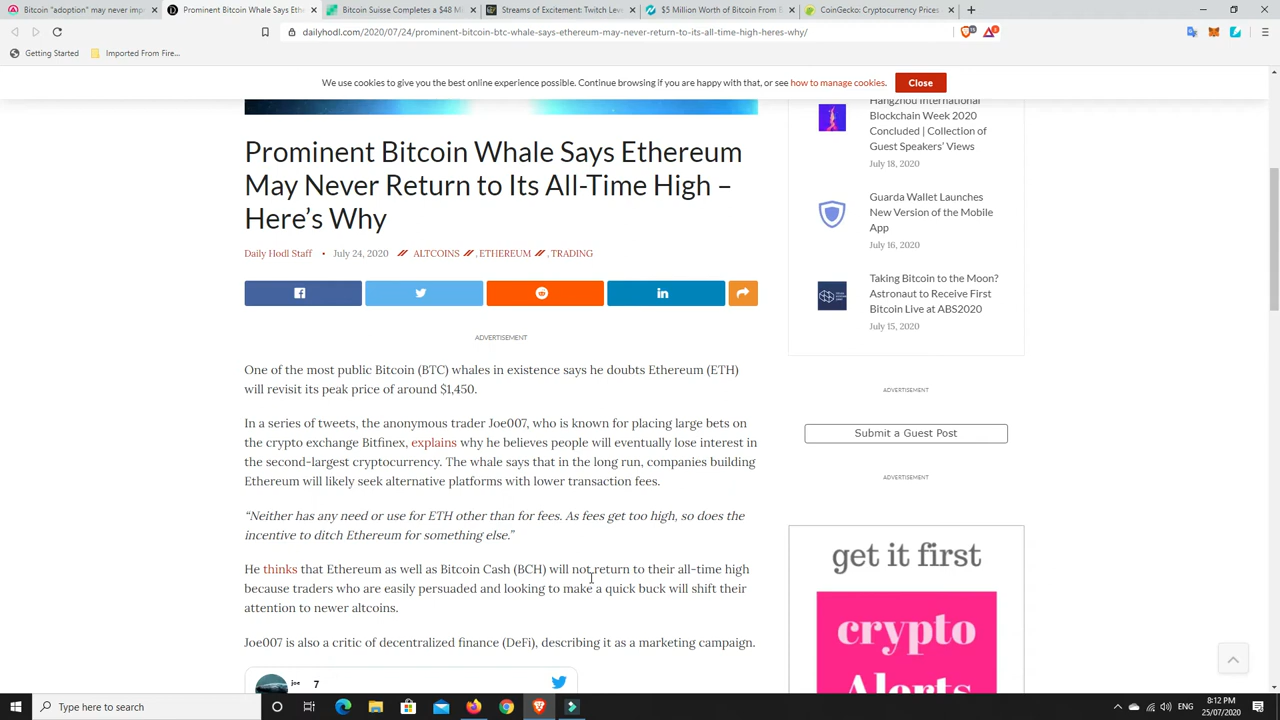 Bitcoin "adoption" may never imp
Prominent Bitcoin Whale Says Eth
Bitcoin Suisse Completes a $48 M
Streams of Excitement: Twitch Lev
$5 Million Worth of Bitcoin From B
CoinGecko: Cryptocurrency Prices
dailyhodl.com/2020/07/24/prominent-bitcoin-btc-whale-says-ethereum-may-never-return-to-its-all-time-high-heres-why/
Getting Started
Imported From Fire...
We use cookies to give you the best online experience possible. Continue browsing if you are happy with that, or see how to manage cookies.
Close
Prominent Bitcoin Whale Says Ethereum
May Never Return to Its All-Time High –
Here's Why
Daily Hodl Staff • July 24, 2020 // ALTCOINS // , ETHEREUM // , TRADING
ADVERTISEMENT
One of the most public Bitcoin (BTC) whales in existence says he doubts Ethereum (ETH)
will revisit its peak price of around $1,450.
In a series of tweets, the anonymous trader Joe007, who is known for placing large bets on
the crypto exchange Bitfinex, explains why he believes people will eventually lose interest in
the second-largest cryptocurrency. The whale says that in the long run, companies building
Ethereum will likely seek alternative platforms with lower transaction fees.
"Neither has any need or use for ETH other than for fees. As fees get too high, so does the
incentive to ditch Ethereum for something else."
He thinks that Ethereum as well as Bitcoin Cash (BCH) will not return to their all-time high
because traders who are easily persuaded and looking to make a quick buck will shift their
attention to newer altcoins.
Joe007 is also a critic of decentralized finance (DeFi), describing it as a marketing campaign.
joe 7
Hangzhou International
Blockchain Week 2020
Concluded | Collection of
Guest Speakers' Views
July 18, 2020
Guarda Wallet Launches
New Version of the Mobile
App
July 16, 2020
Taking Bitcoin to the Moon?
Astronaut to Receive First
Bitcoin Live at ABS2020
July 15, 2020
ADVERTISEMENT
Submit a Guest Post
ADVERTISEMENT
get it first
crypto
Alerts
Type here to search
ENG
8:12 PM
25/07/2020